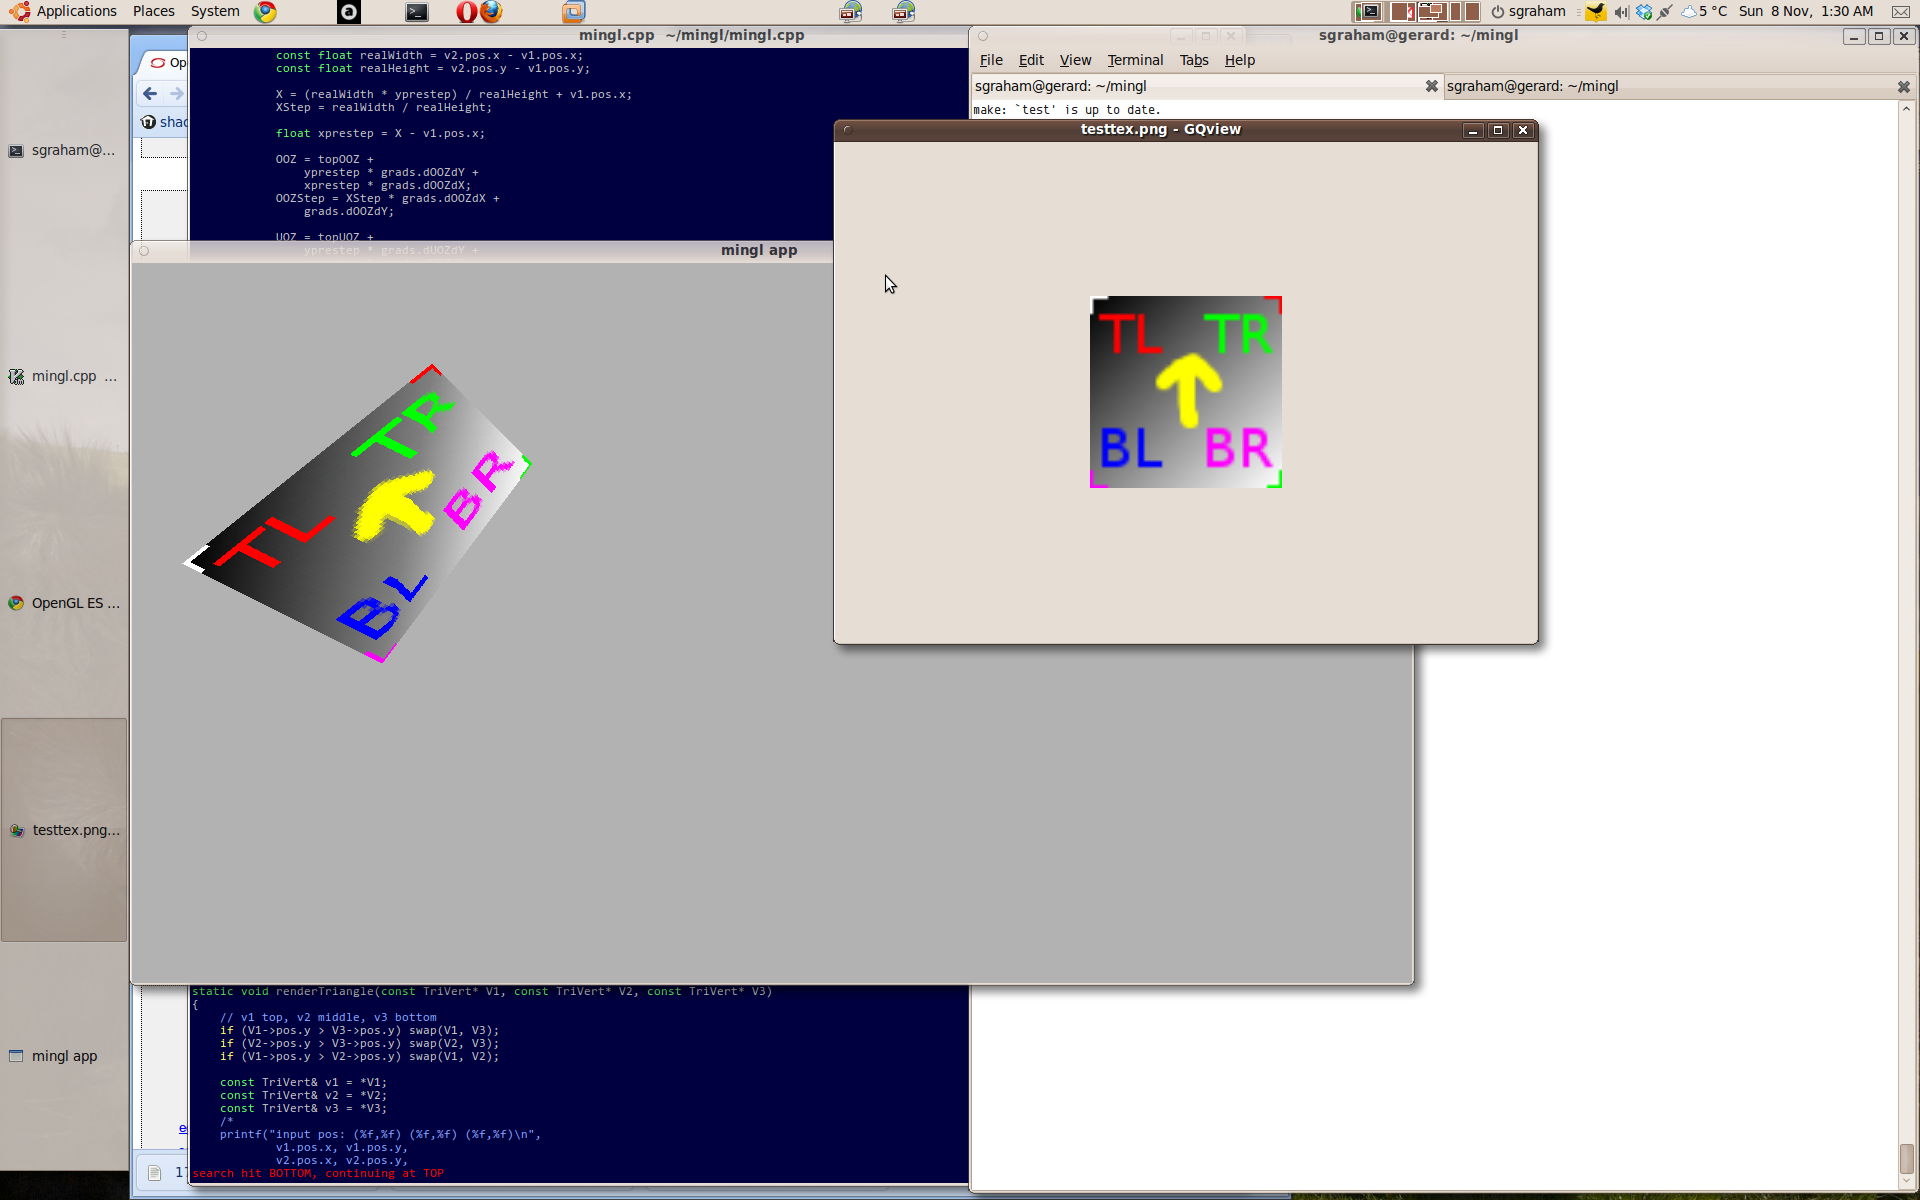 Applications Places System
sgraham 5 °C Sun 8 Nov, 1:30 AM
sgraham@...
mingl.cpp ...
OpenGL ES ...
testtex.png...
mingl app
Op
shac
mingl.cpp ~/mingl/mingl.cpp
const float realWidth = v2.pos.x - v1.pos.x;
const float realHeight = v2.pos.y - v1.pos.y;
X = (realWidth * yprestep) / realHeight + v1.pos.x;
XStep = realWidth / realHeight;
float xprestep = X - v1.pos.x;
OOZ = topOOZ +
yprestep * grads.dOOZdY +
xprestep * grads.dOOZdX;
OOZStep = XStep * grads.dOOZdX +
grads.dOOZdY;
UOZ = topUOZ +
yprestep * grads.dUOZdY +
mingl app
TL
TR
BL
BR
sgraham@gerard: ~/mingl
File Edit View Terminal Tabs Help
sgraham@gerard: ~/mingl sgraham@gerard: ~/mingl
make: `test' is up to date.
testtex.png - GQview
TL TR
BL BR
static void renderTriangle(const TriVert* V1, const TriVert* V2, const TriVert* V3)
{
// v1 top, v2 middle, v3 bottom
if (V1->pos.y > V3->pos.y) swap(V1, V3);
if (V2->pos.y > V3->pos.y) swap(V2, V3);
if (V1->pos.y > V2->pos.y) swap(V1, V2);
const TriVert& v1 = *V1;
const TriVert& v2 = *V2;
const TriVert& v3 = *V3;
/*
printf("input pos: (%f,%f) (%f,%f) (%f,%f)\n",
v1.pos.x, v1.pos.y,
v2.pos.x, v2.pos.y,
search hit BOTTOM, continuing at TOP